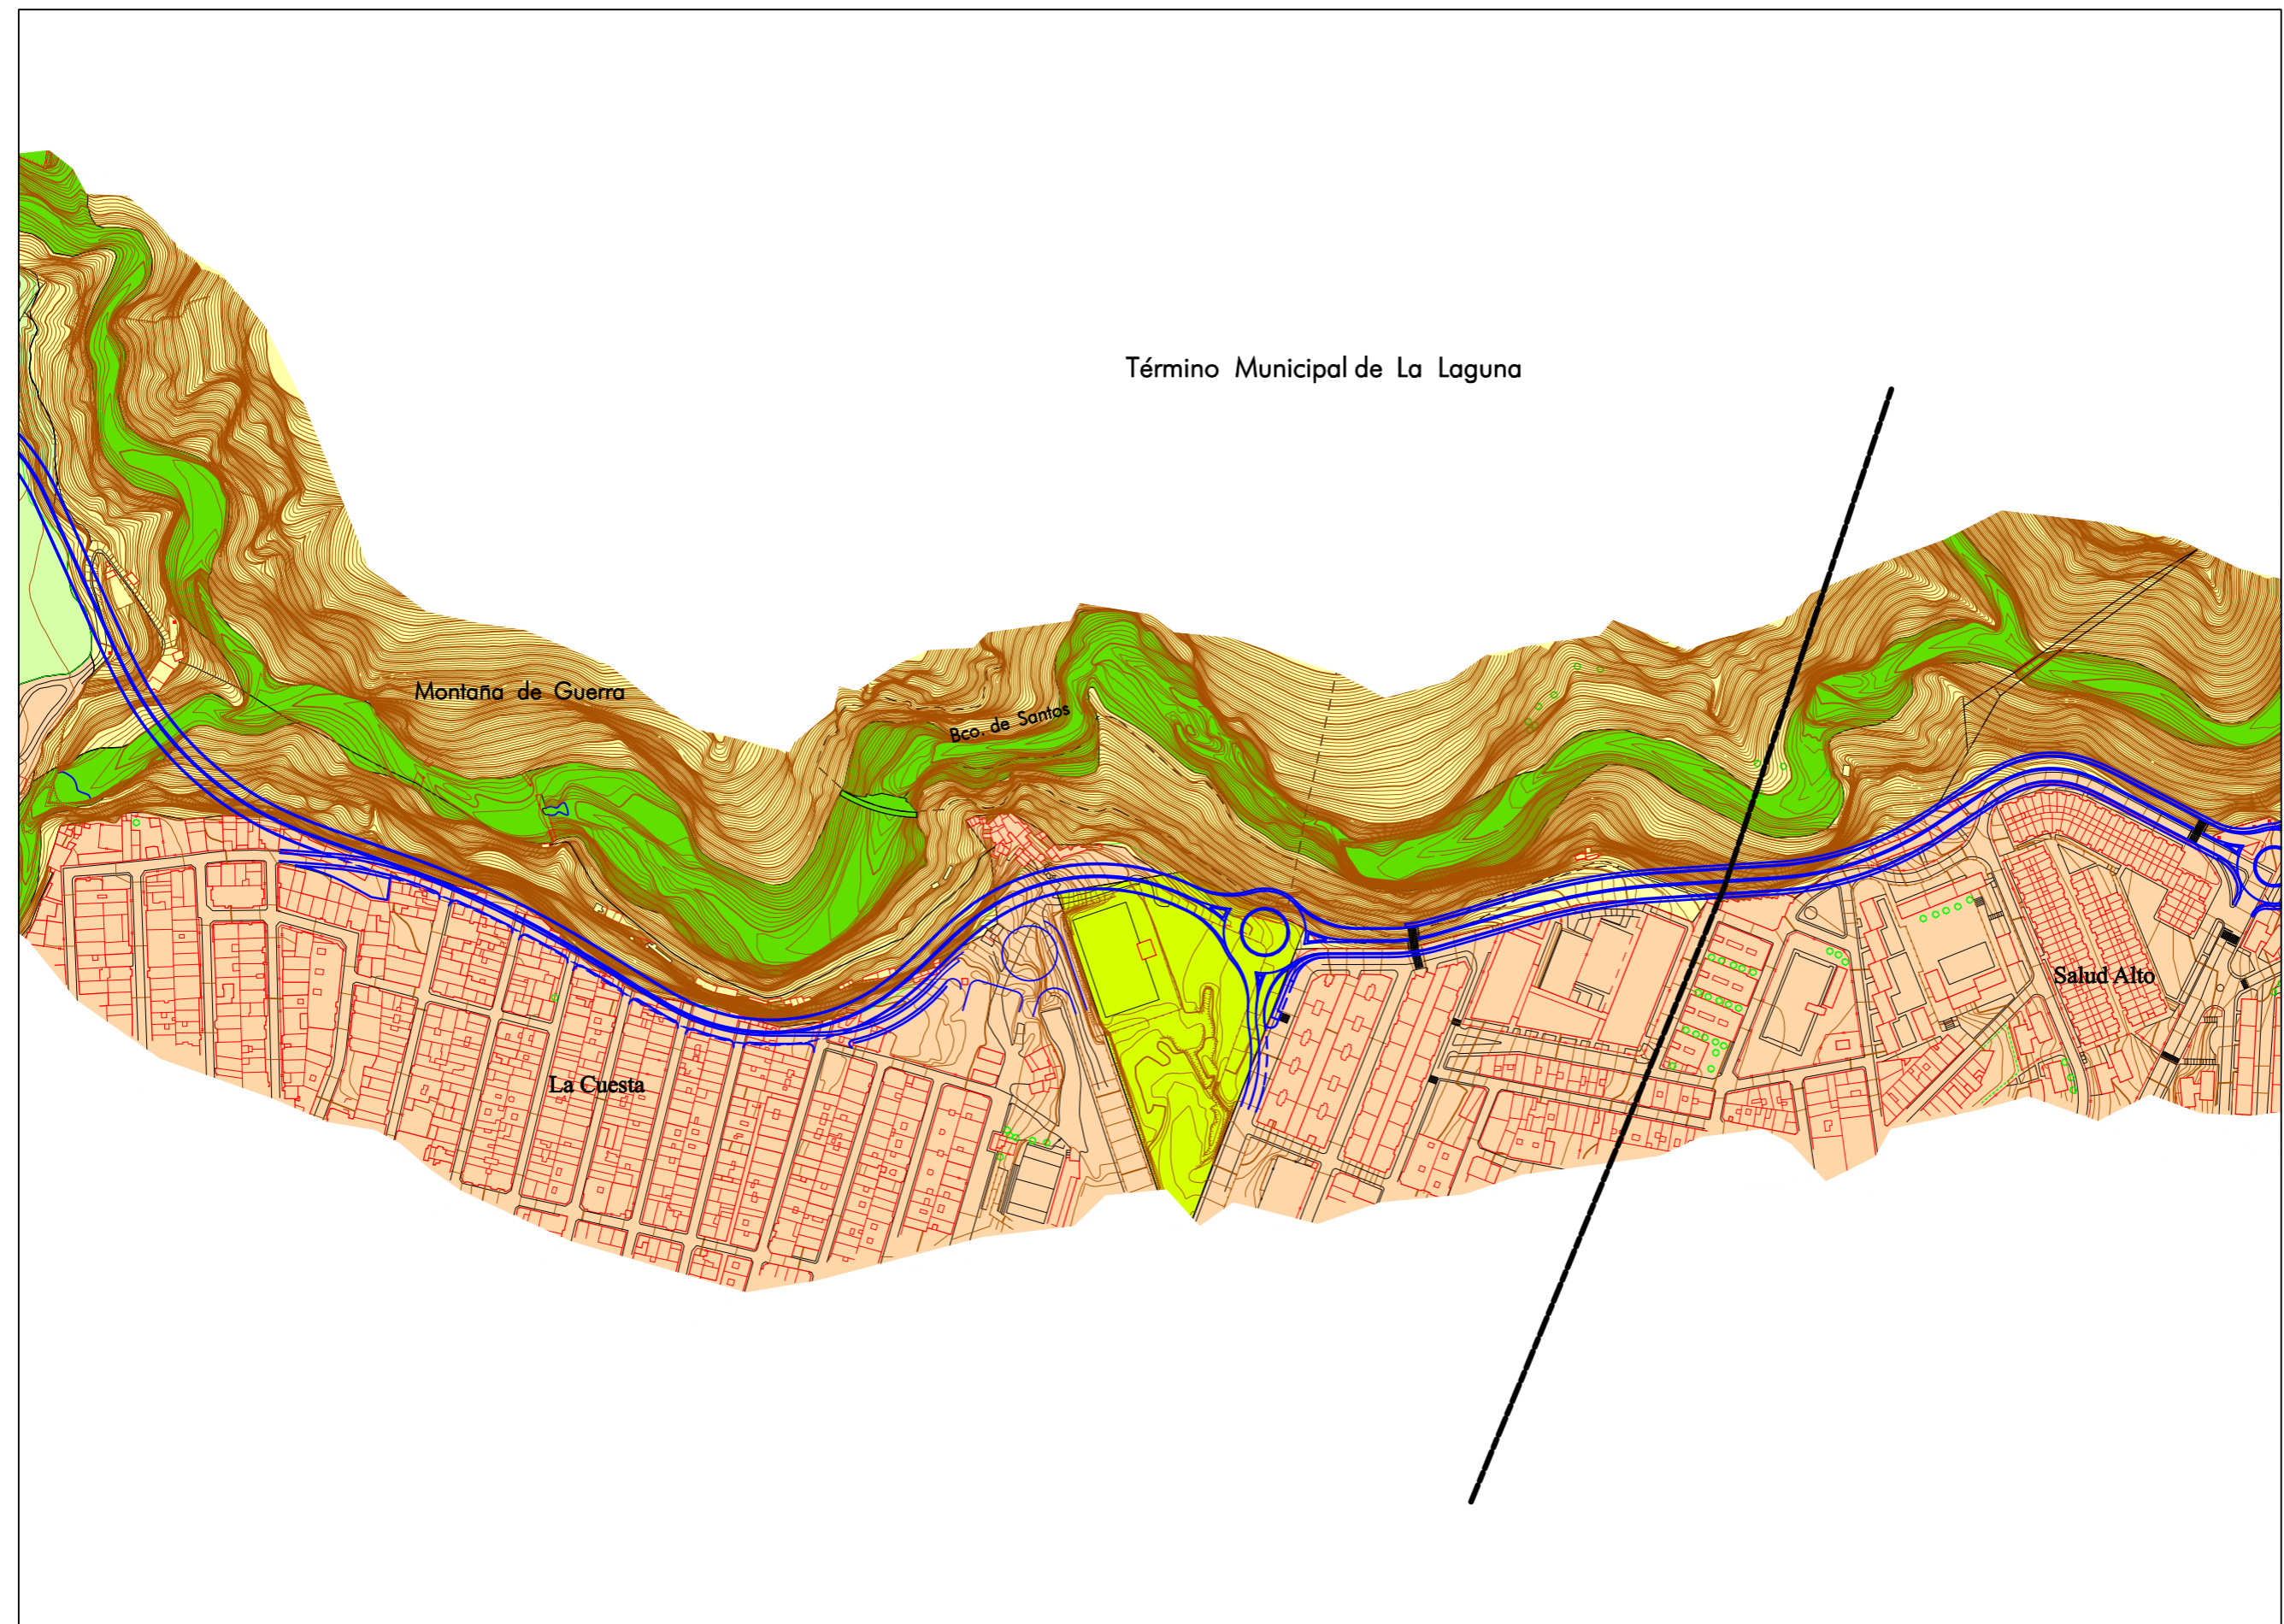 Término Municipal de La Laguna
Montaña de Guerra
Bco. de Santos
Salud Alto
La Cuesta